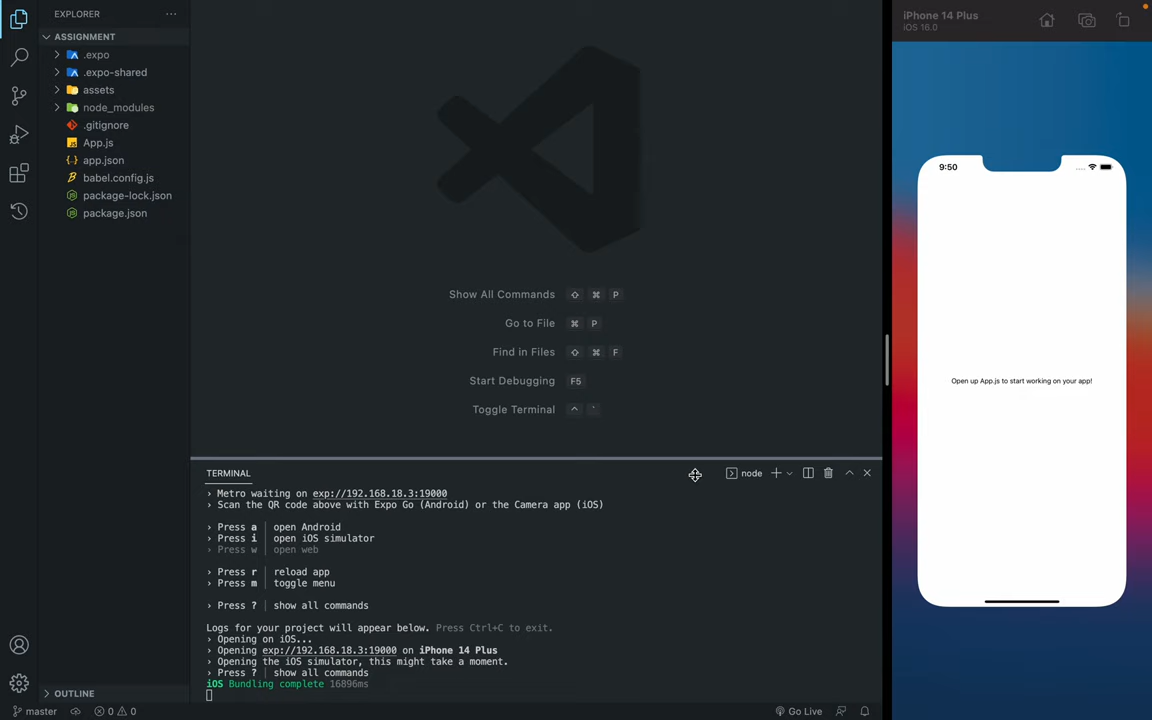 EXPLORER
ASSIGNMENT
.expo
.expo-shared
assets
node_modules
.gitignore
App.js
app.json
babel.config.js
package-lock.json
package.json
OUTLINE
master
0 0
Show All Commands ⇧ ⌘ P
Go to File ⌘ P
Find in Files ⇧ ⌘ F
Start Debugging F5
Toggle Terminal ^ `
TERMINAL
node
› Metro waiting on exp://192.168.18.3:19000
› Scan the QR code above with Expo Go (Android) or the Camera app (iOS)
› Press a │ open Android
› Press i │ open iOS simulator
› Press w │ open web
› Press r │ reload app
› Press m │ toggle menu
› Press ? │ show all commands
Logs for your project will appear below. Press Ctrl+C to exit.
› Opening on iOS...
› Opening exp://192.168.18.3:19000 on iPhone 14 Plus
› Opening the iOS simulator, this might take a moment.
› Press ? │ show all commands
iOS Bundling complete 16896ms
Go Live
iPhone 14 Plus
iOS 16.0
9:50
Open up App.js to start working on your app!